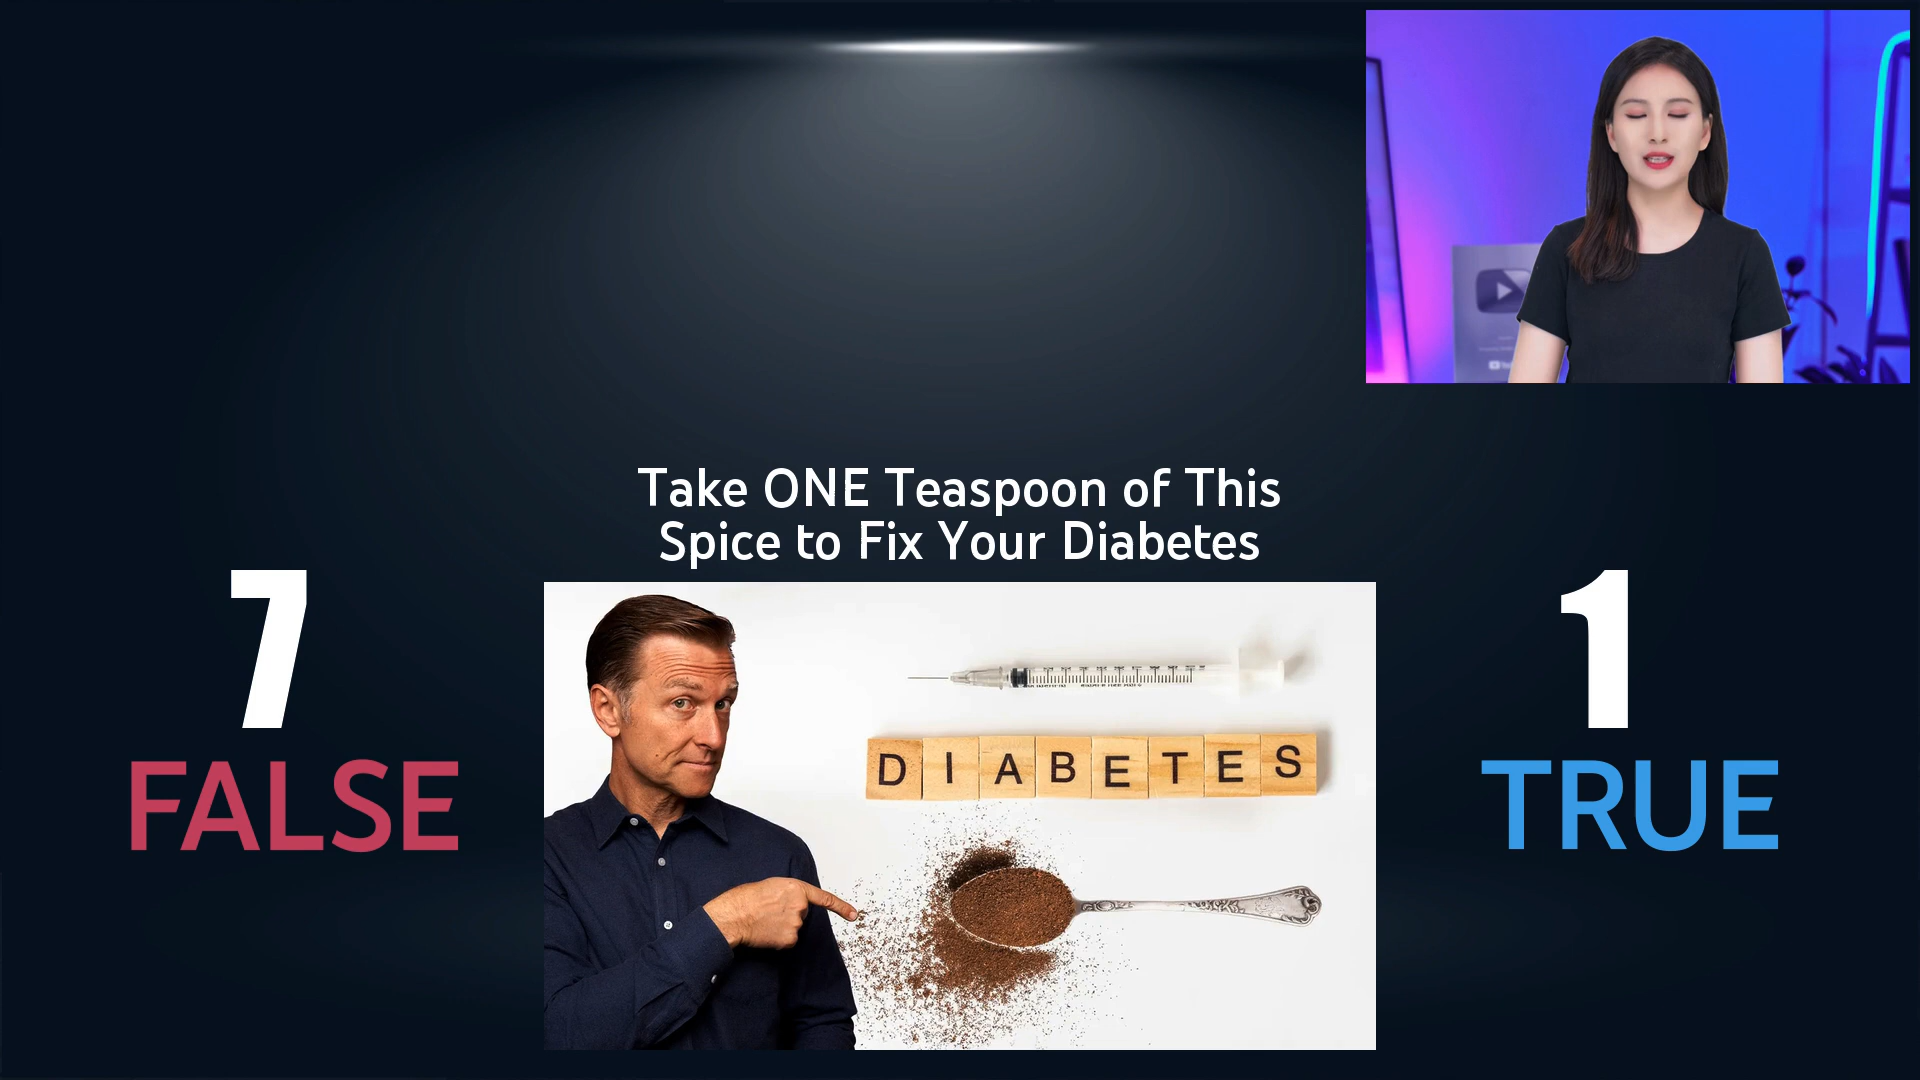 Take ONE Teaspoon of This
Spice to Fix Your Diabetes
7
FALSE
1
TRUE
DIABETES